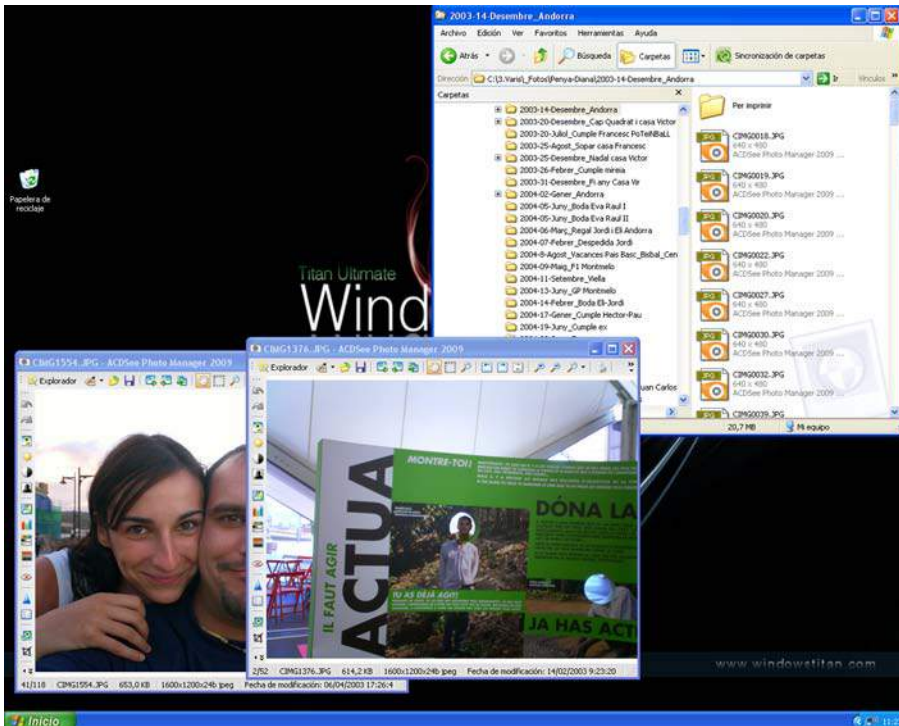 2003-14-Desembre_Andorra
Archivo Edición Ver Favoritos Herramientas Ayuda
Atrás Búsqueda Carpetas Sincronización de carpetas
Dirección C:\3.Varis\_Fotos\Penya-Diana\2003-14-Desembre_Andorra Ir Vínculos
Carpetas
2003-14-Desembre_Andorra
2003-20-Desembre_Cap Quadrat i casa Victor
2003-20-Juliol_Cumple Francesc PoTeiNBaLL
2003-25-Agost_Sopar casa Francesc
2003-25-Desembre_Nadal casa Victor
2003-26-Febrer_Cumple mireia
2003-31-Desembre_Fi any Casa Vir
2004-02-Gener_Andorra
2004-05-Juny_Boda Eva Raul I
2004-05-Juny_Boda Eva Raul II
2004-06-Març_Regal Jordi i Eli Andorra
2004-07-Febrer_Despedida Jordi
2004-8-Agost_Vacances Pais Basc_Bisbal_Cen
2004-09-Maig_F1 Montmelo
2004-11-Setembre_Viella
2004-13-Juny_GP Montmelo
2004-14-Febrer_Boda Eli-Jordi
2004-17-Gener_Cumple Hector-Pau
2004-19-Juny_Cumple ex
uan Carlos
Per imprimir
CIMG0018.JPG
640 x 480
ACDSee Photo Manager 2009 ...
CIMG0019.JPG
640 x 480
ACDSee Photo Manager 2009 ...
CIMG0020.JPG
640 x 480
ACDSee Photo Manager 2009 ...
CIMG0022.JPG
640 x 480
ACDSee Photo Manager 2009 ...
CIMG0027.JPG
640 x 480
ACDSee Photo Manager 2009 ...
CIMG0030.JPG
640 x 480
ACDSee Photo Manager 2009 ...
CIMG0032.JPG
640 x 480
ACDSee Photo Manager 2009 ...
CIMG0039.JPG
20,7 MB Mi equipo
Papelera de
reciclaje
Titan Ultimate
Wind
CIMG1554.JPG - ACDSee Photo Manager 2009
Explorador
41/118 CIMG1554.JPG 653,0 KB 1600x1200x24b jpeg Fecha de modificación: 06/04/2003 17:26:4
CIMG1376.JPG - ACDSee Photo Manager 2009
Explorador
IL FAUT AGIR
ACTUA
MONTRE-TOI!
DÓNA LA
TU AS DÉJÀ AGIT!
JA HAS ACT
2/52 CIMG1376.JPG 614,2 KB 1600x1200x24b jpeg Fecha de modificación: 14/02/2003 9:23:20
www.windowstitan.com
Inicio